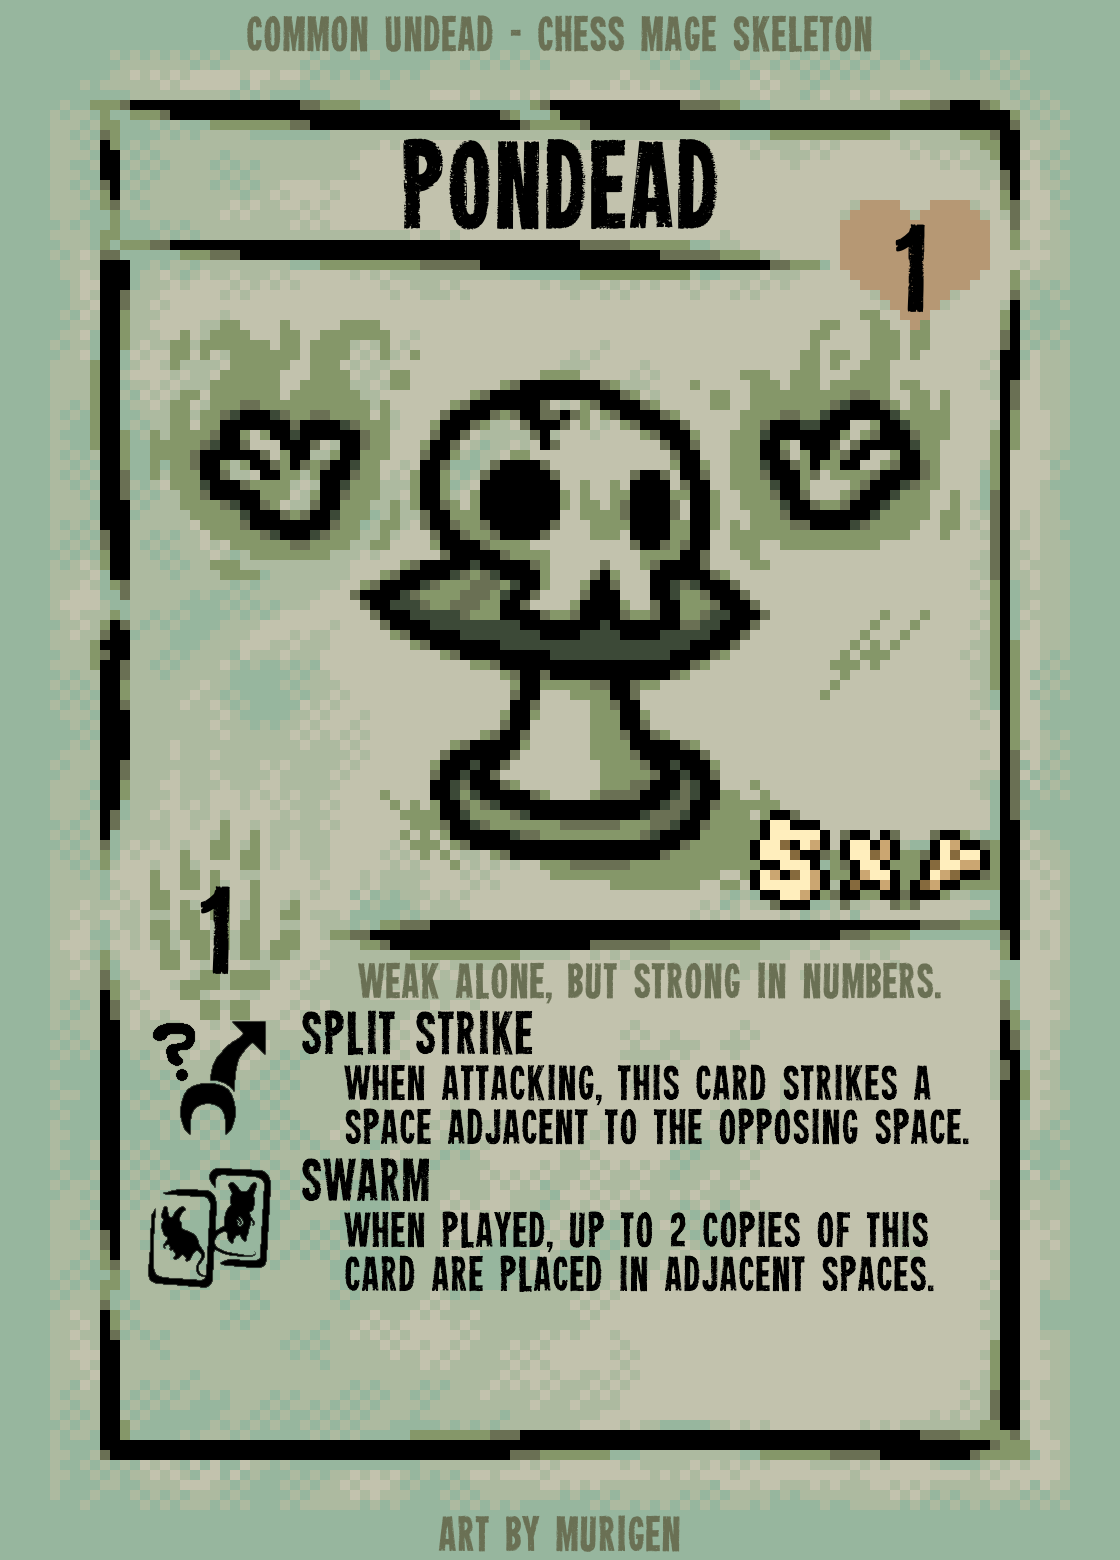 COMMON UNDEAD - CHESS MAGE SKELETON
PONDEAD
1
5 X
1
WEAK ALONE, BUT STRONG IN NUMBERS.
?
SPLIT STRIKE
WHEN ATTACKING, THIS CARD STRIKES A
SPACE ADJACENT TO THE OPPOSING SPACE.
SWARM
WHEN PLAYED, UP TO 2 COPIES OF THIS
CARD ARE PLACED IN ADJACENT SPACES.
ART BY MURIGEN